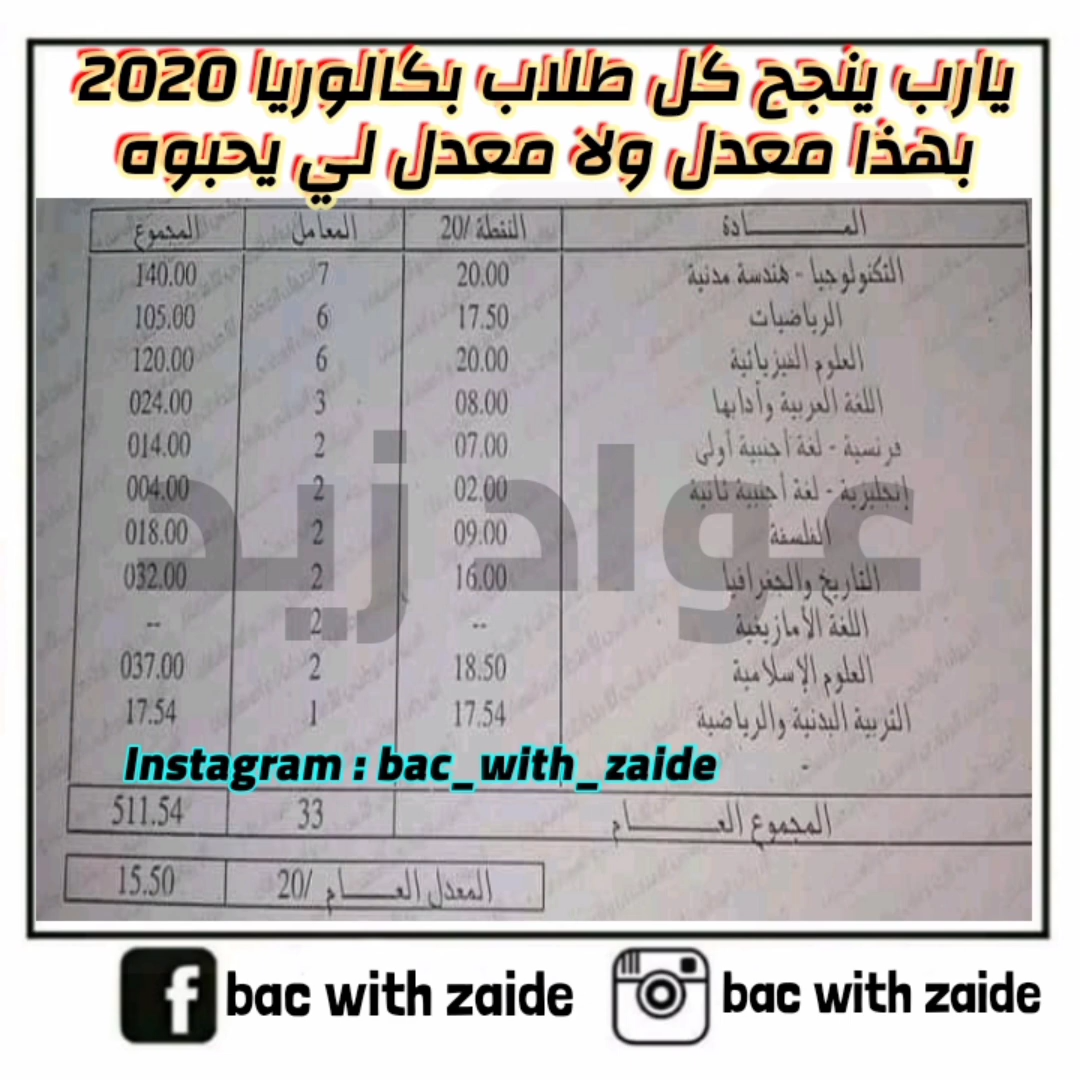 يارب ينجح كل طلاب بكالوريا 2020
بهذا معدل ولا معدل لي يحبوه
المـــــادة النقطة /20 المعامل المجموع
التكنولوجيا - هندسة مدنية 20.00 7 140.00
الرياضيات 17.50 6 105.00
العلوم الفيزيائية 20.00 6 120.00
اللغة العربية وأدابها 08.00 3 024.00
فرنسية - لغة أجنبية أولى 07.00 2 014.00
إنجليزية - لغة أجنبية ثانية 02.00 2 004.00
الفلسفة 09.00 2 018.00
التاريخ والجغرافيا 16.00 2 032.00
اللغة الأمازيغية -- 2 --
العلوم الإسلامية 18.50 2 037.00
التربية البدنية والرياضية 17.54 1 17.54
عواد زيد
Instagram : bac_with_zaide
المجموع العـــــام 33 511.54
المعدل العـــــام /20 15.50
bac with zaide
bac with zaide